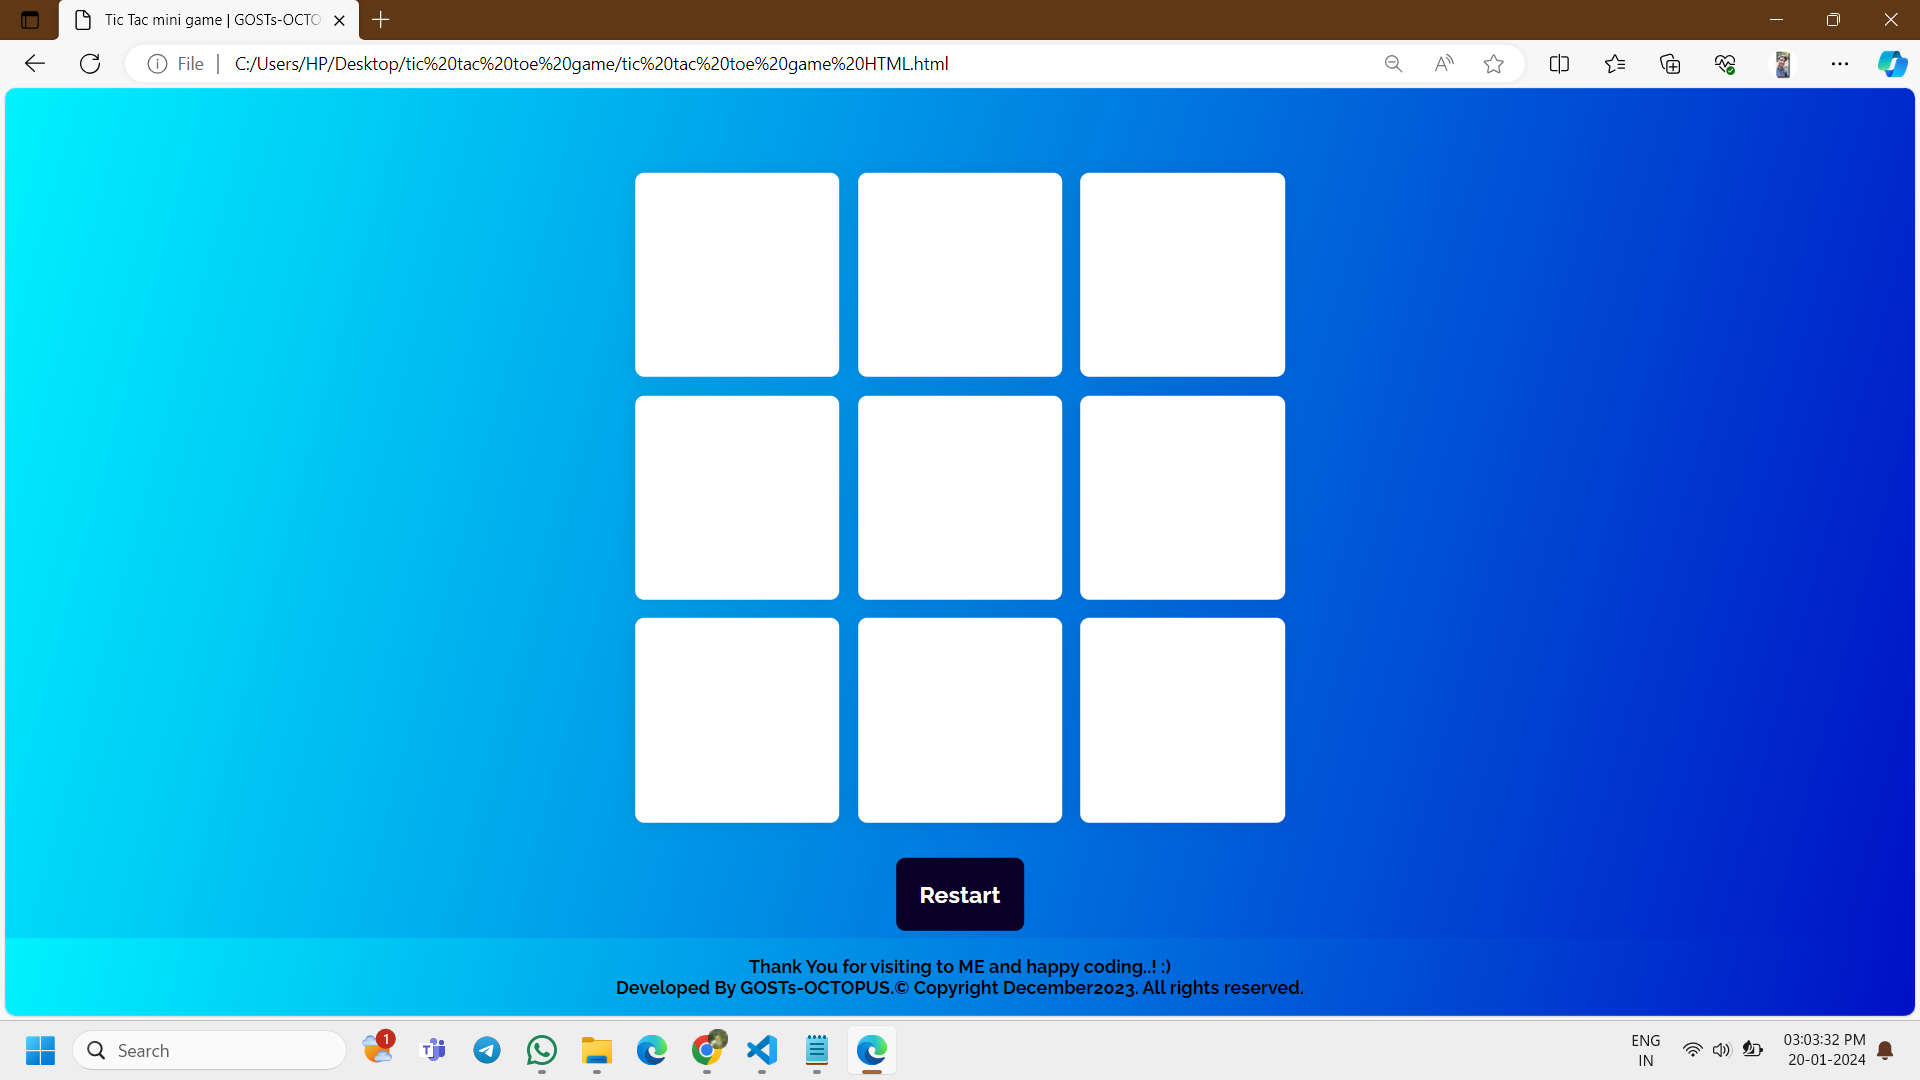 Tic Tac mini game | GOSTs-OCTO
File
C:/Users/HP/Desktop/tic%20tac%20toe%20game/tic%20tac%20toe%20game%20HTML.html
Restart
Thank You for visiting to ME and happy coding..! :)
Developed By GOSTs-OCTOPUS.© Copyright December2023. All rights reserved.
Search
1
ENG
IN
03:03:32 PM
20-01-2024